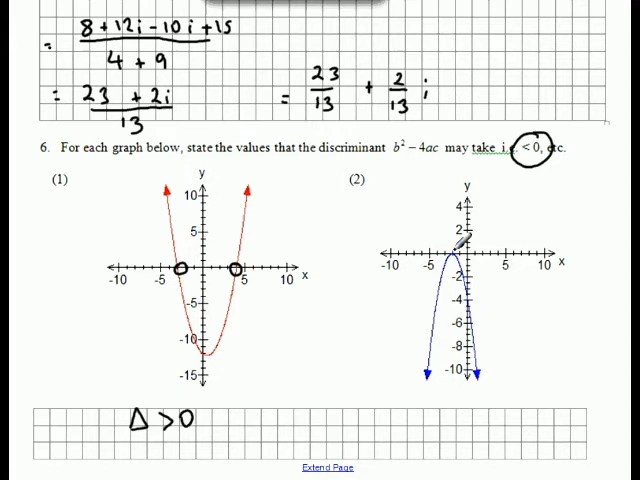 8 + 12i - 10i + 15
= 4 + 9
= 23 + 2i
13
= 23/13 + 2/13 i
6. For each graph below, state the values that the discriminant b² − 4ac may take i.e. < 0, etc.
(1)
(2)
y
10
5
-10 -5 5 10 x
-5
-10
-15
y
4
2
-10 -5 5 10 x
-2
-4
-6
-8
-10
Δ > 0
Extend Page